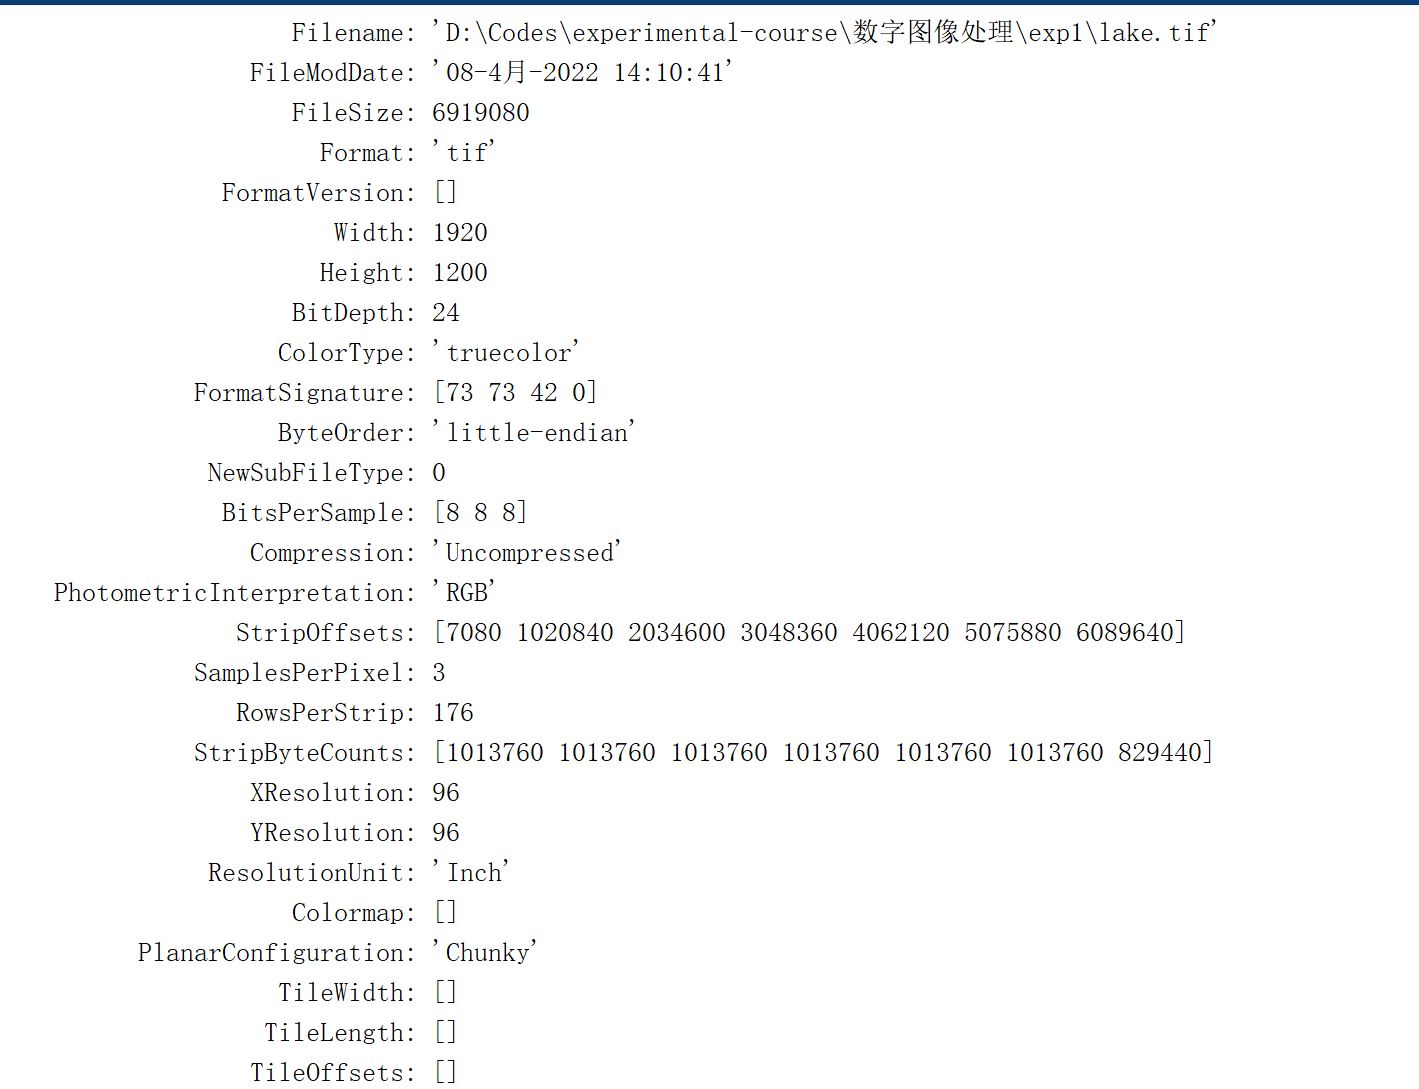 Filename: 'D:\Codes\experimental-course\数字图像处理\exp1\lake.tif'
FileModDate: '08-4月-2022 14:10:41'
FileSize: 6919080
Format: 'tif'
FormatVersion: []
Width: 1920
Height: 1200
BitDepth: 24
ColorType: 'truecolor'
FormatSignature: [73 73 42 0]
ByteOrder: 'little-endian'
NewSubFileType: 0
BitsPerSample: [8 8 8]
Compression: 'Uncompressed'
PhotometricInterpretation: 'RGB'
StripOffsets: [7080 1020840 2034600 3048360 4062120 5075880 6089640]
SamplesPerPixel: 3
RowsPerStrip: 176
StripByteCounts: [1013760 1013760 1013760 1013760 1013760 1013760 829440]
XResolution: 96
YResolution: 96
ResolutionUnit: 'Inch'
Colormap: []
PlanarConfiguration: 'Chunky'
TileWidth: []
TileLength: []
TileOffsets: []